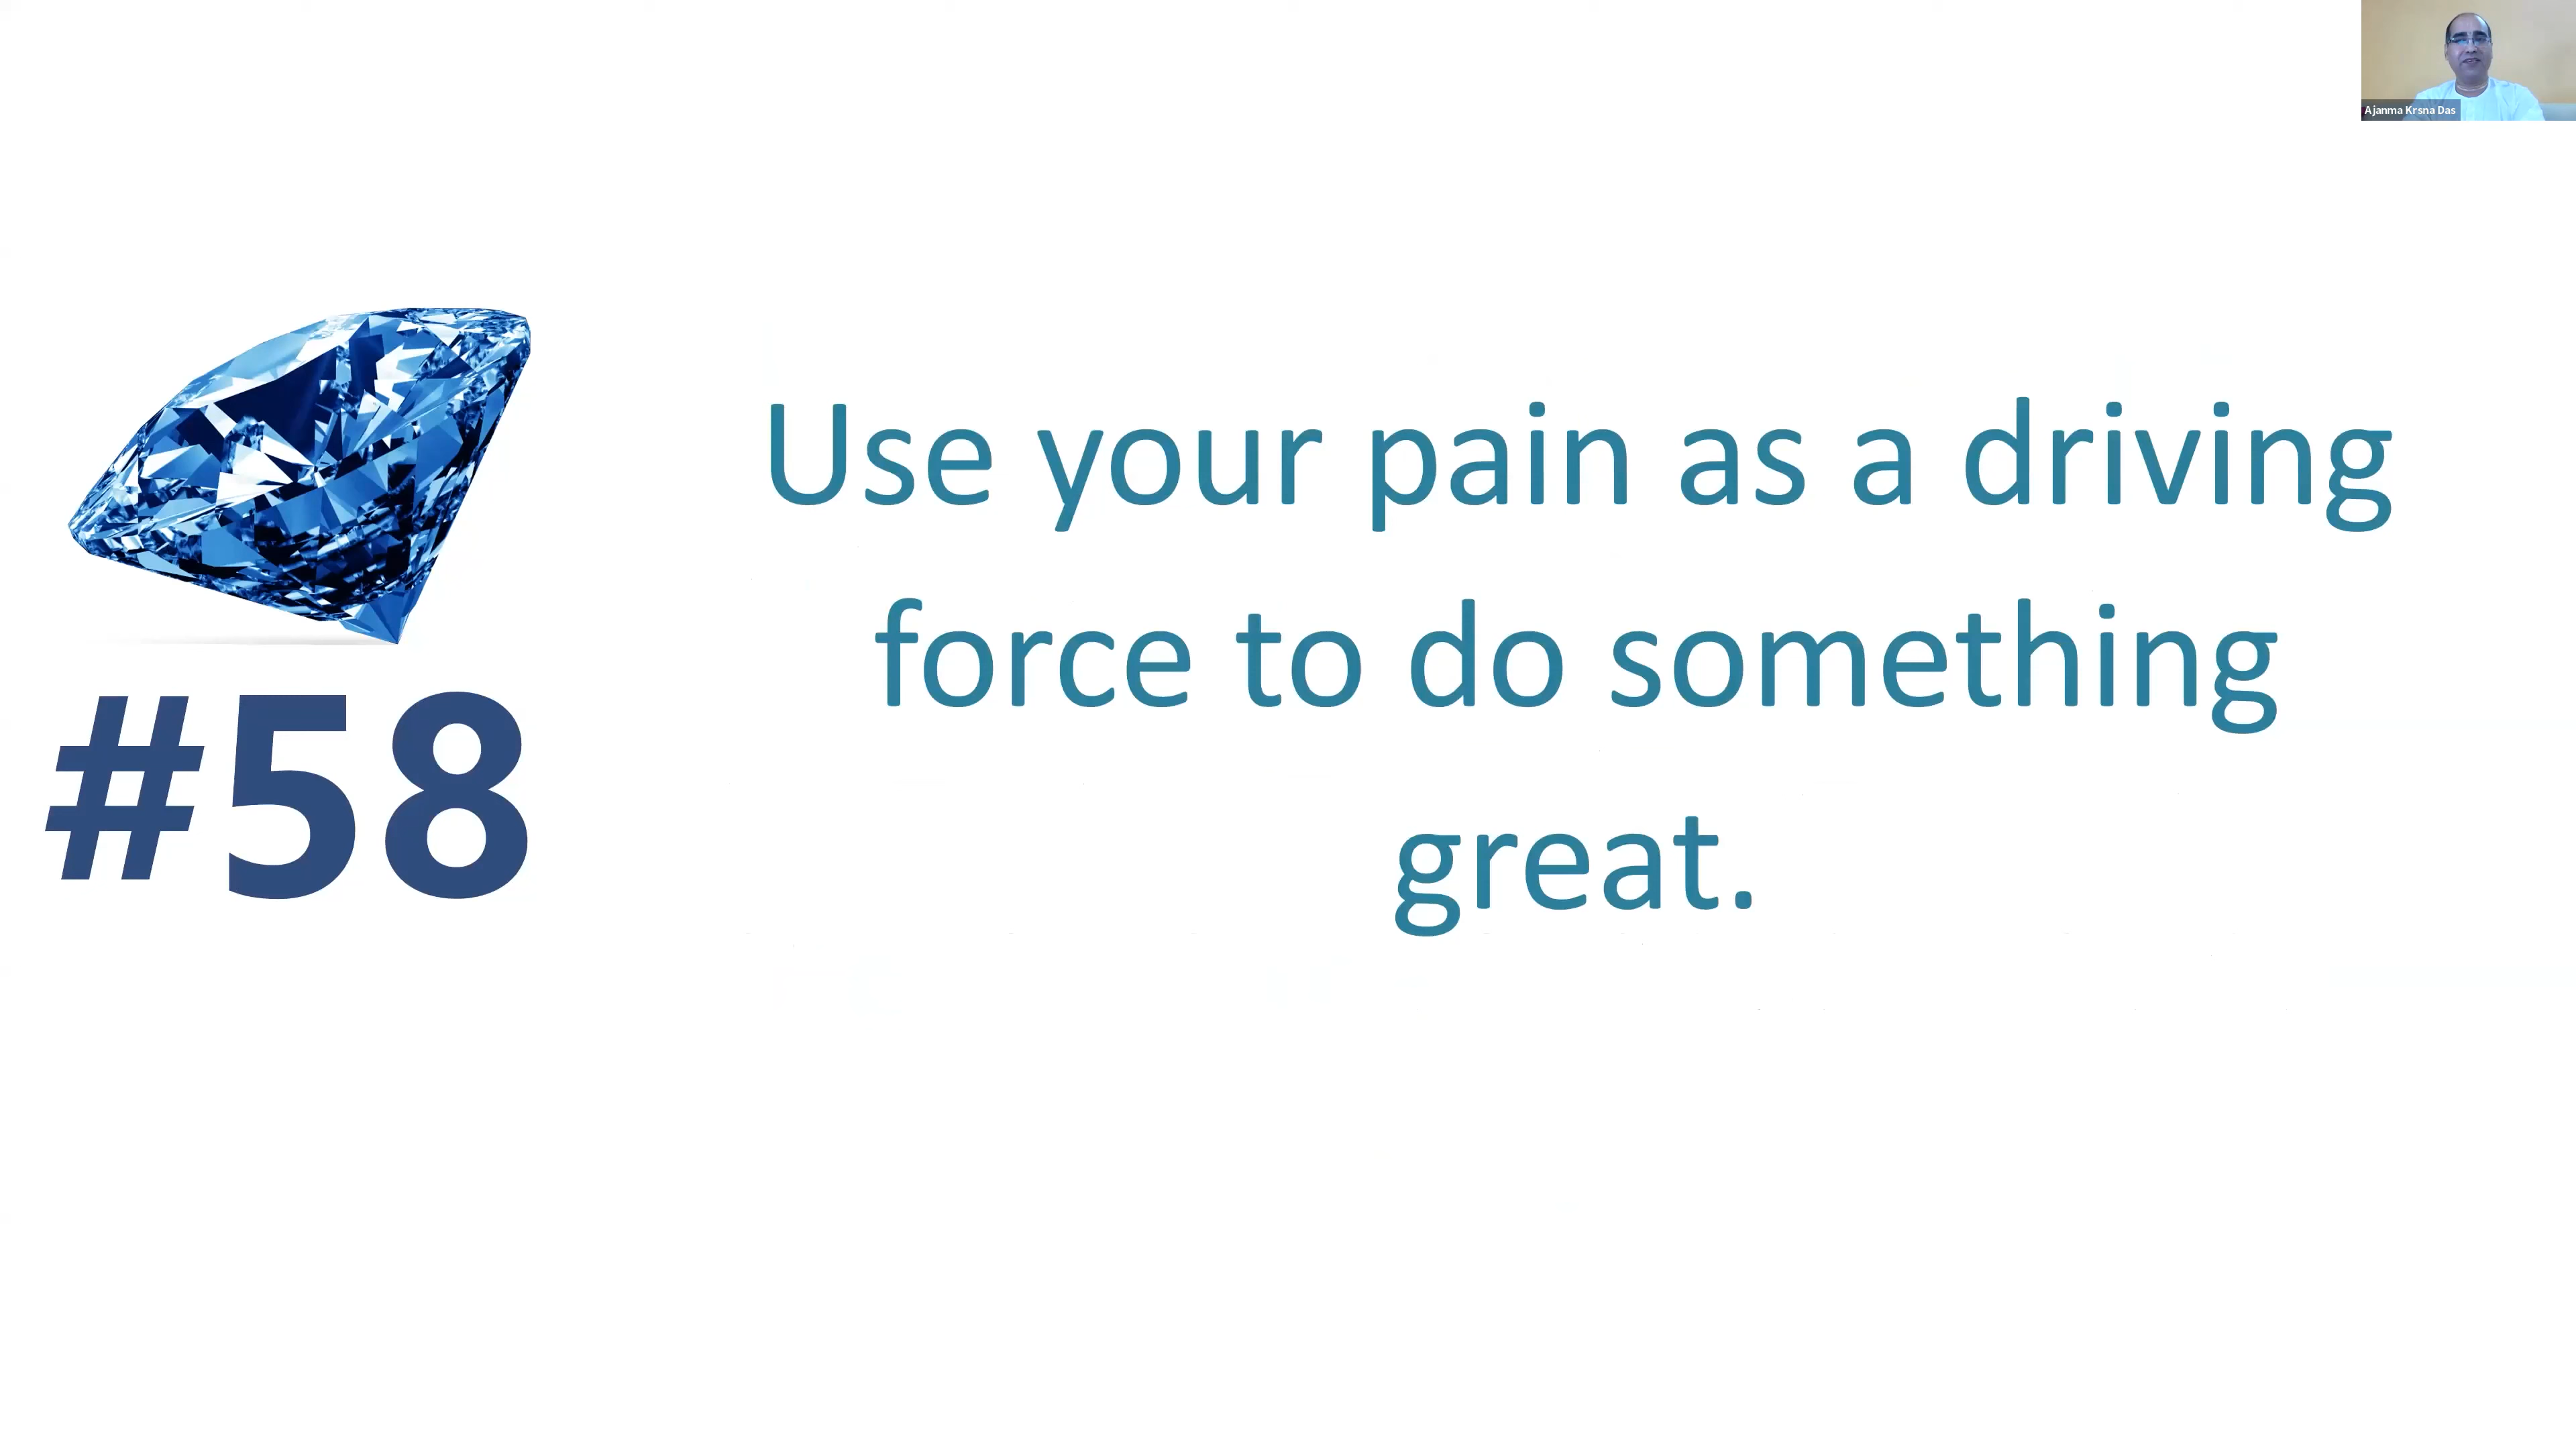 Ajanma Krsna Das
Use your pain as a driving
force to do something
great.
#58